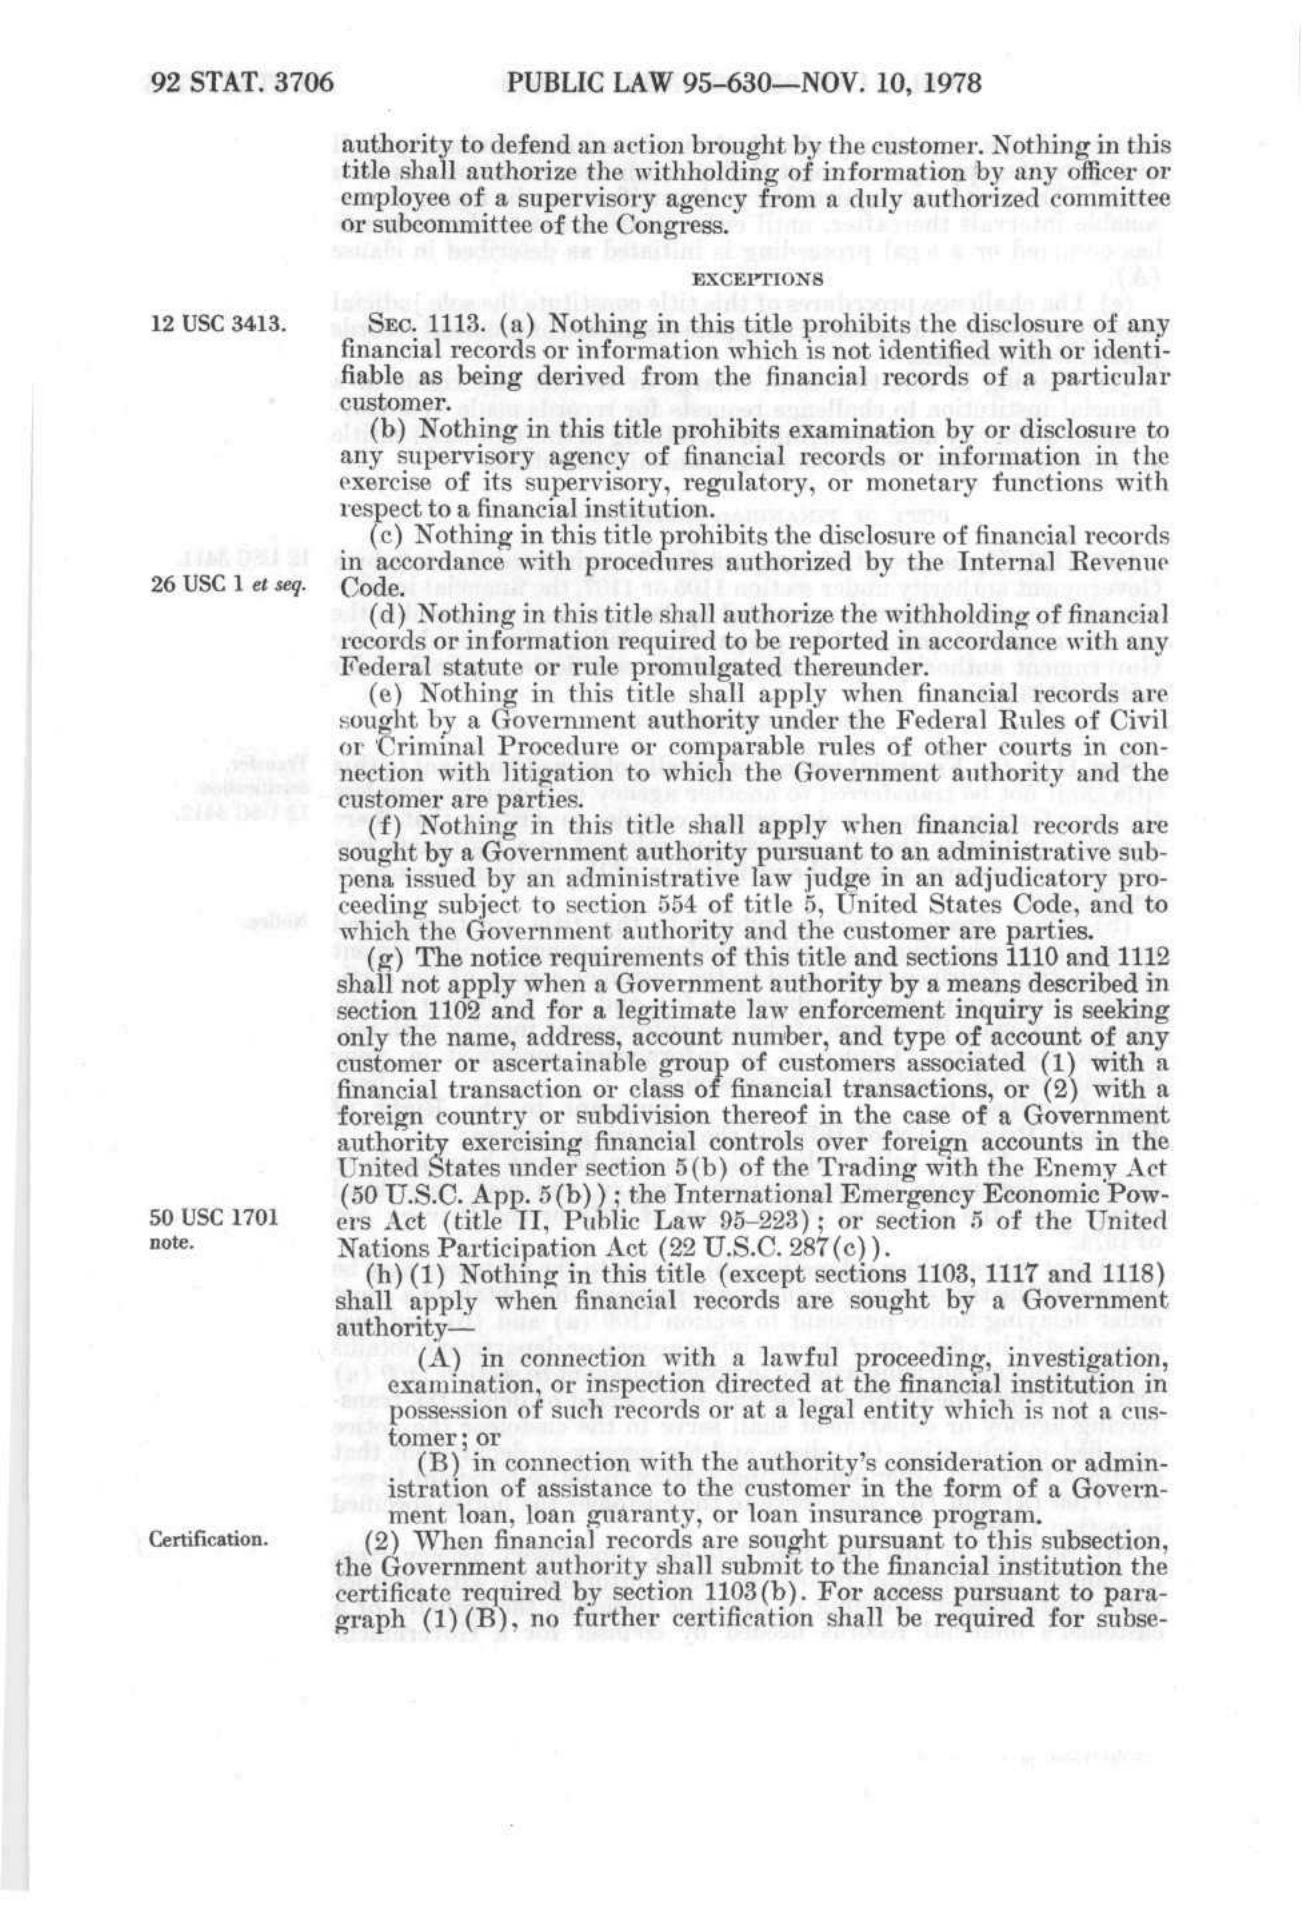 92 STAT. 3706
PUBLIC LAW 95–630—NOV. 10, 1978
authority to defend an action brought by the customer. Nothing in this
title shall authorize the withholding of information by any officer or
employee of a supervisory agency from a duly authorized committee
or subcommittee of the Congress.
EXCEPTIONS
12 USC 3413.
SEC. 1113. (a) Nothing in this title prohibits the disclosure of any
financial records or information which is not identified with or identi-
fiable as being derived from the financial records of a particular
customer.
(b) Nothing in this title prohibits examination by or disclosure to
any supervisory agency of financial records or information in the
exercise of its supervisory, regulatory, or monetary functions with
respect to a financial institution.
(c) Nothing in this title prohibits the disclosure of financial records
in accordance with procedures authorized by the Internal Revenue
26 USC 1 et seq.
Code.
(d) Nothing in this title shall authorize the withholding of financial
records or information required to be reported in accordance with any
Federal statute or rule promulgated thereunder.
(e) Nothing in this title shall apply when financial records are
sought by a Government authority under the Federal Rules of Civil
or Criminal Procedure or comparable rules of other courts in con-
nection with litigation to which the Government authority and the
customer are parties.
(f) Nothing in this title shall apply when financial records are
sought by a Government authority pursuant to an administrative sub-
pena issued by an administrative law judge in an adjudicatory pro-
ceeding subject to section 554 of title 5, United States Code, and to
which the Government authority and the customer are parties.
(g) The notice requirements of this title and sections 1110 and 1112
shall not apply when a Government authority by a means described in
section 1102 and for a legitimate law enforcement inquiry is seeking
only the name, address, account number, and type of account of any
customer or ascertainable group of customers associated (1) with a
financial transaction or class of financial transactions, or (2) with a
foreign country or subdivision thereof in the case of a Government
authority exercising financial controls over foreign accounts in the
United States under section 5(b) of the Trading with the Enemy Act
(50 U.S.C. App. 5(b)); the International Emergency Economic Pow-
50 USC 1701
note.
ers Act (title II, Public Law 95–223); or section 5 of the United
Nations Participation Act (22 U.S.C. 287(c)).
(h)(1) Nothing in this title (except sections 1103, 1117 and 1118)
shall apply when financial records are sought by a Government
authority—
(A) in connection with a lawful proceeding, investigation,
examination, or inspection directed at the financial institution in
possession of such records or at a legal entity which is not a cus-
tomer; or
(B) in connection with the authority's consideration or admin-
istration of assistance to the customer in the form of a Govern-
ment loan, loan guaranty, or loan insurance program.
Certification.
(2) When financial records are sought pursuant to this subsection,
the Government authority shall submit to the financial institution the
certificate required by section 1103(b). For access pursuant to para-
graph (1)(B), no further certification shall be required for subse-